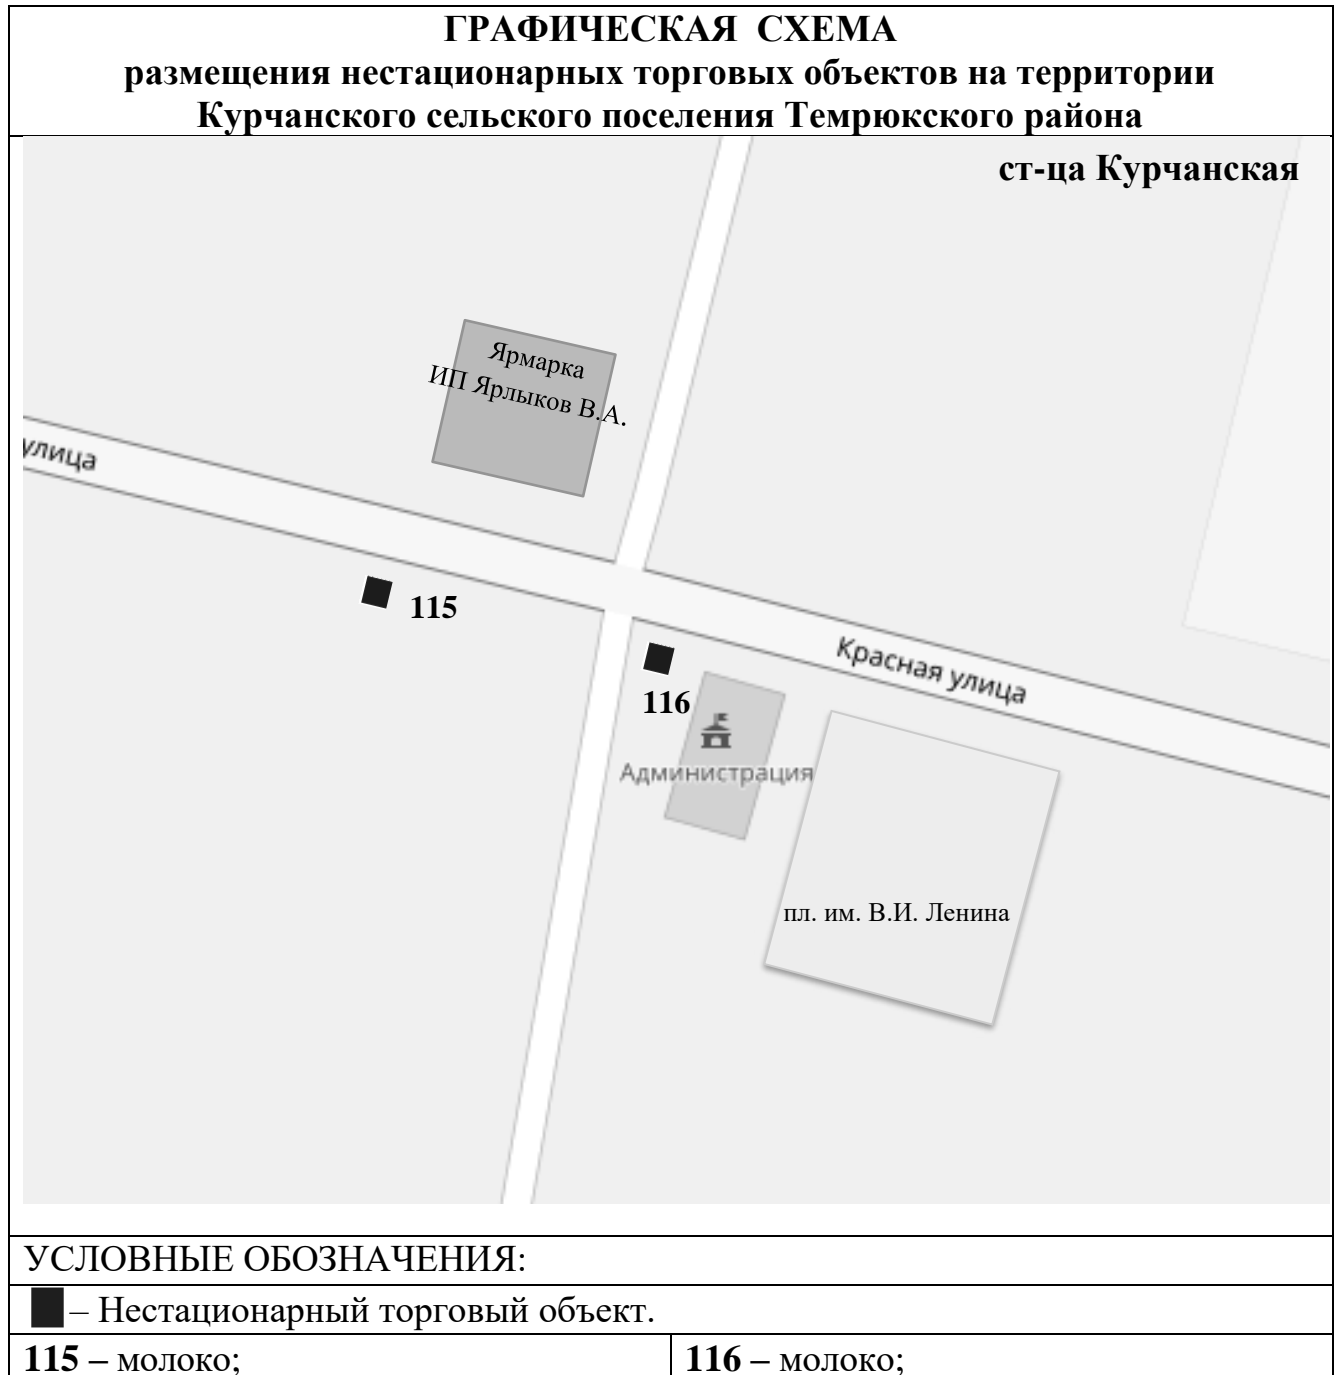 ГРАФИЧЕСКАЯ СХЕМА
размещения нестационарных торговых объектов на территории
Курчанского сельского поселения Темрюкского района
ст-ца Курчанская
Ярмарка
ИП Ярлыков В.А.
улица
115
Красная улица
116
Администрация
пл. им. В.И. Ленина
УСЛОВНЫЕ ОБОЗНАЧЕНИЯ:
– Нестационарный торговый объект.
115 – молоко;
116 – молоко;